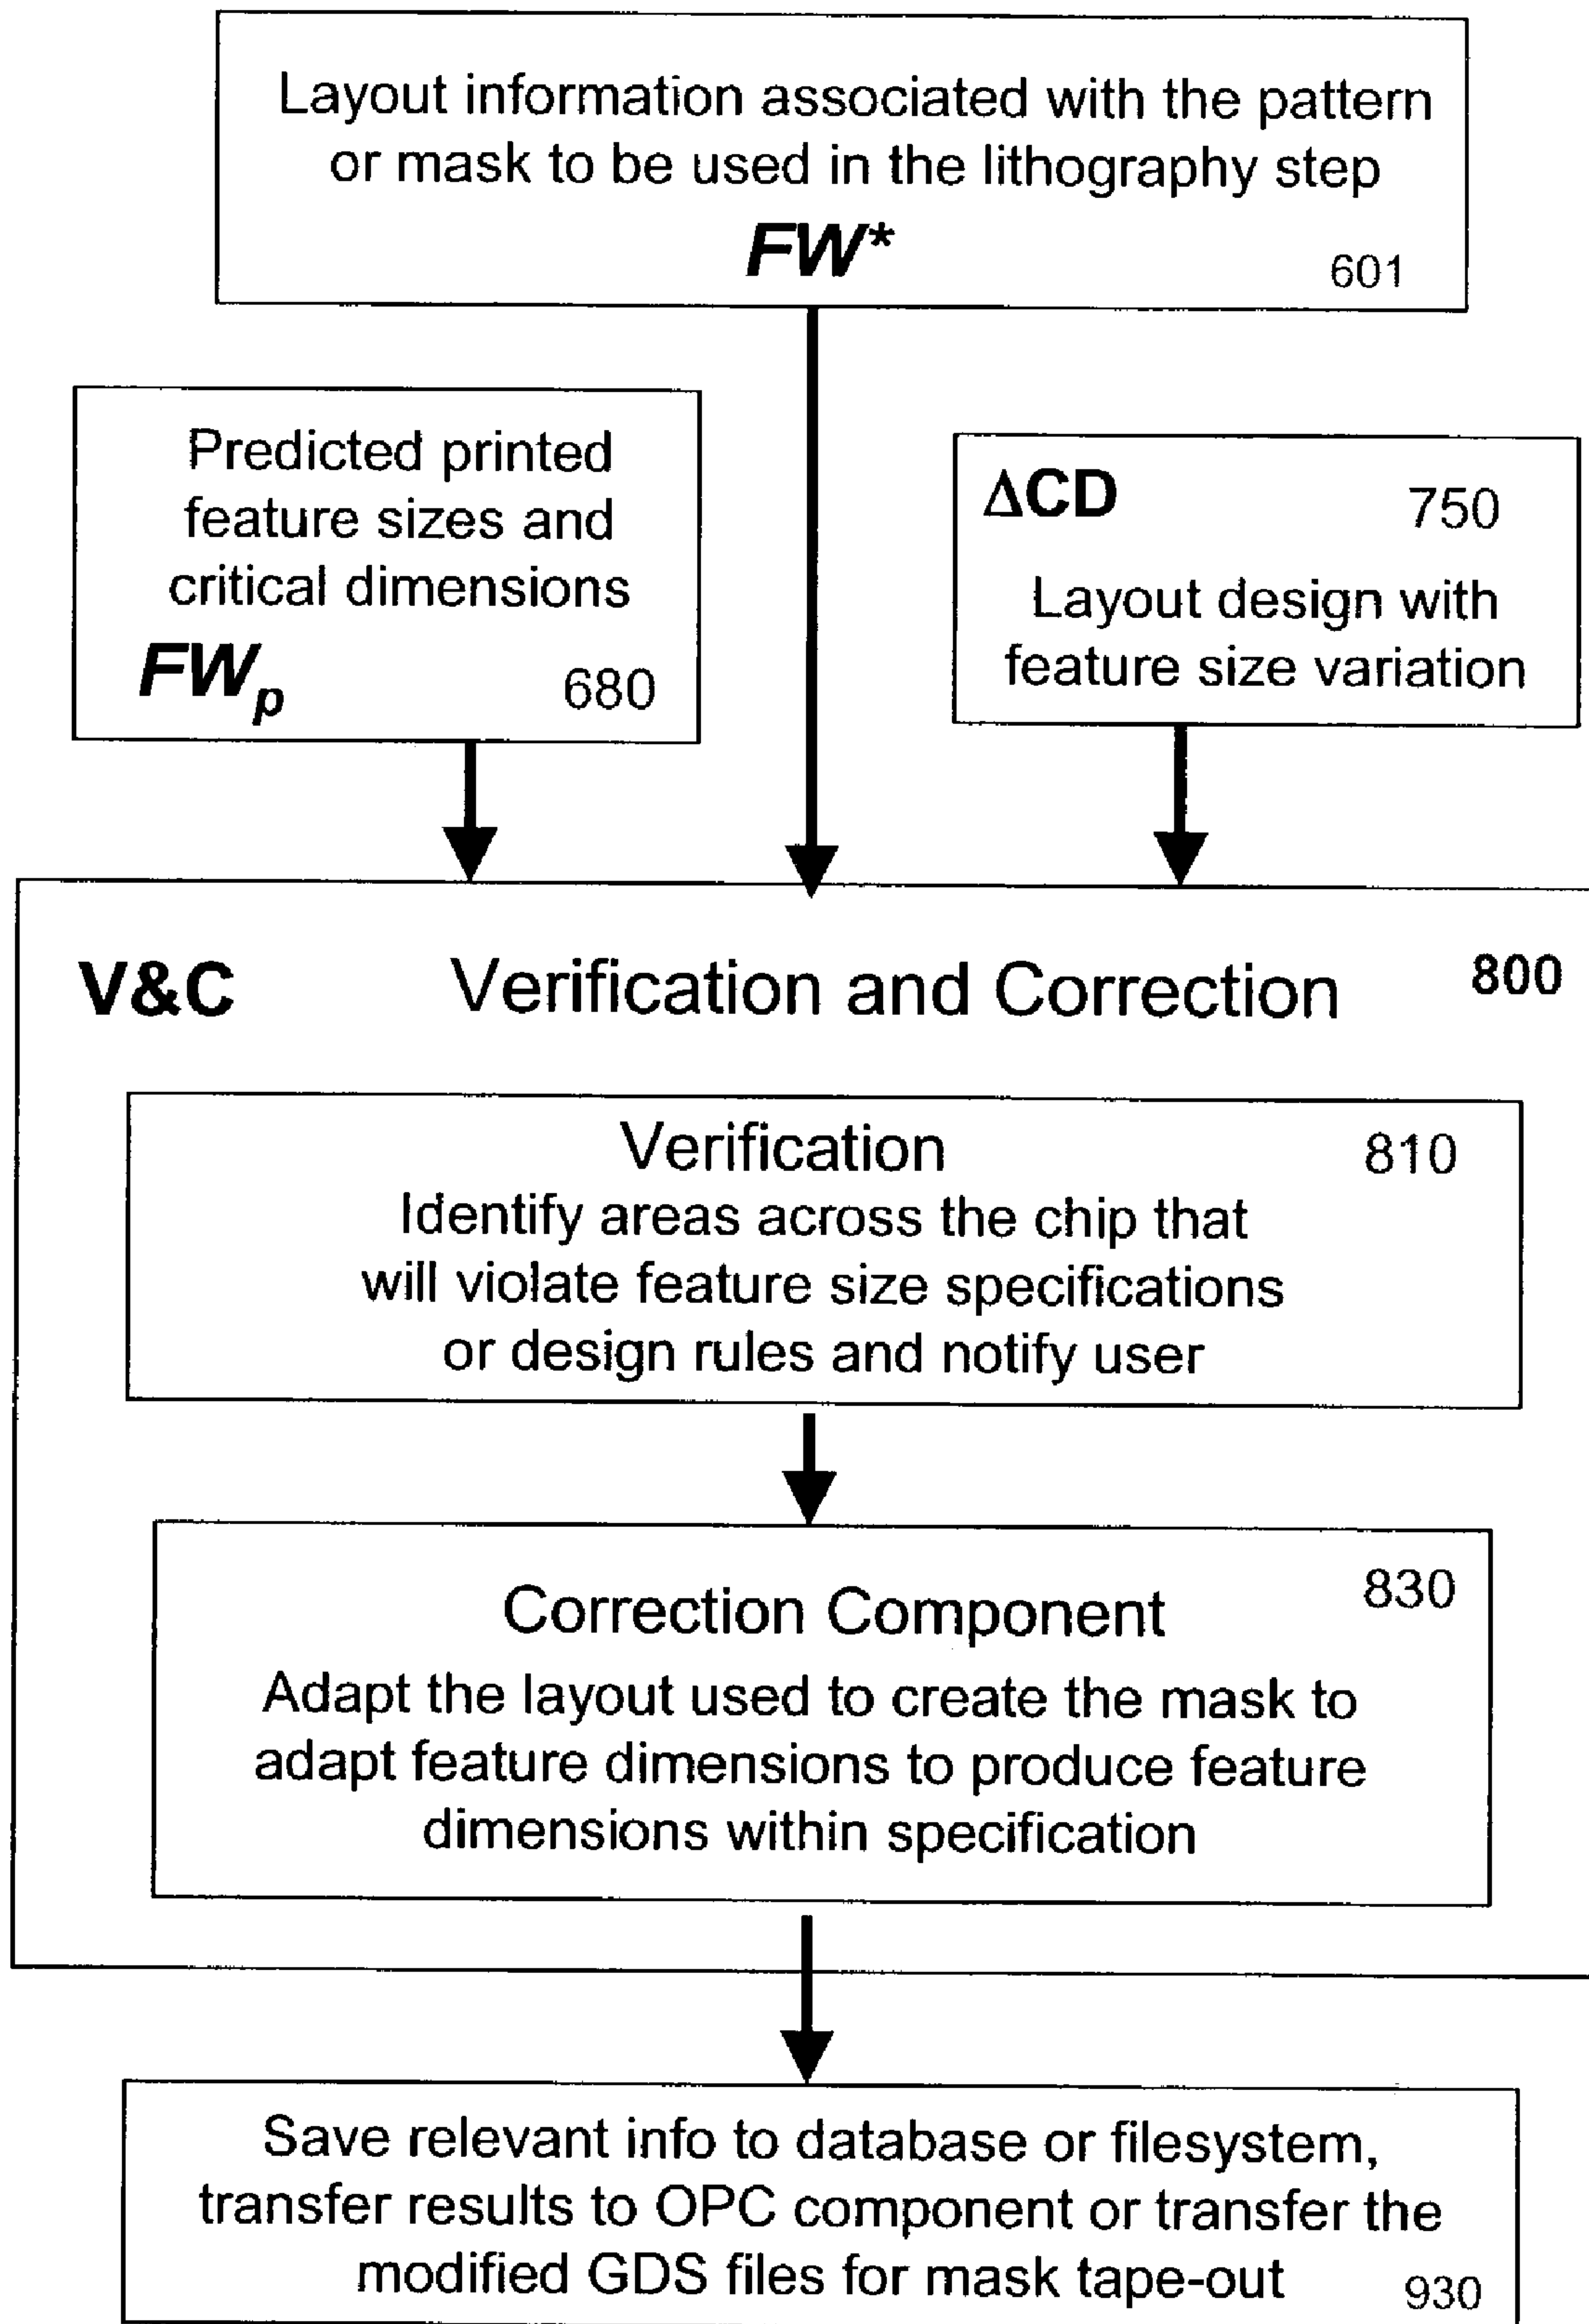 Layout information associated with the pattern
or mask to be used in the lithography step
FW*
601
Predicted printed
feature sizes and
critical dimensions
FWp
680
ΔCD
750
Layout design with
feature size variation
V&C
Verification and Correction
800
Verification
810
Identify areas across the chip that
will violate feature size specifications
or design rules and notify user
Correction Component
830
Adapt the layout used to create the mask to
adapt feature dimensions to produce feature
dimensions within specification
Save relevant info to database or filesystem,
transfer results to OPC component or transfer the
modified GDS files for mask tape-out
930